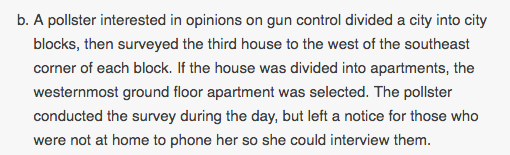 b. A pollster interested in opinions on gun control divided a city into city
blocks, then surveyed the third house to the west of the southeast
corner of each block. If the house was divided into apartments, the
westernmost ground floor apartment was selected. The pollster
conducted the survey during the day, but left a notice for those who
were not at home to phone her so she could interview them.